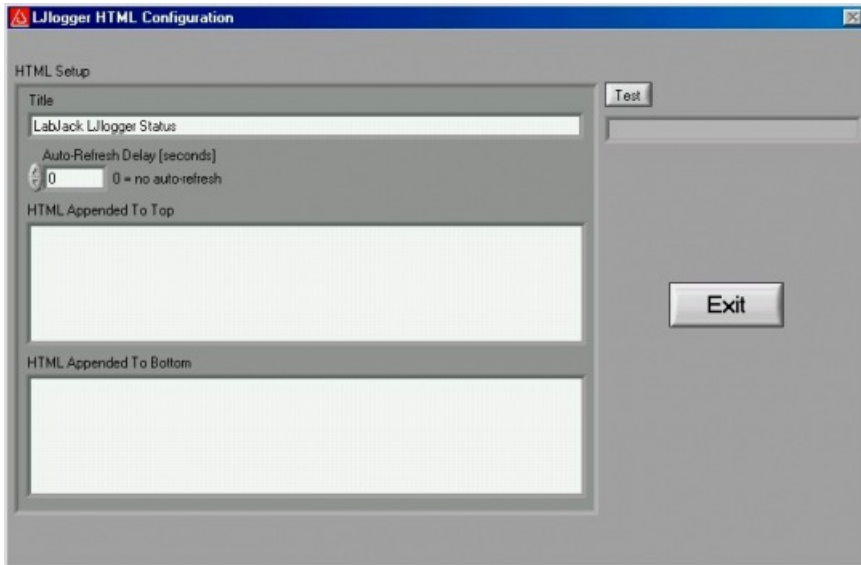 LJlogger HTML Configuration
HTML Setup
Title
LabJack LJlogger Status
Auto-Refresh Delay [seconds]
0 0 = no auto-refresh
HTML Appended To Top
HTML Appended To Bottom
Test
Exit